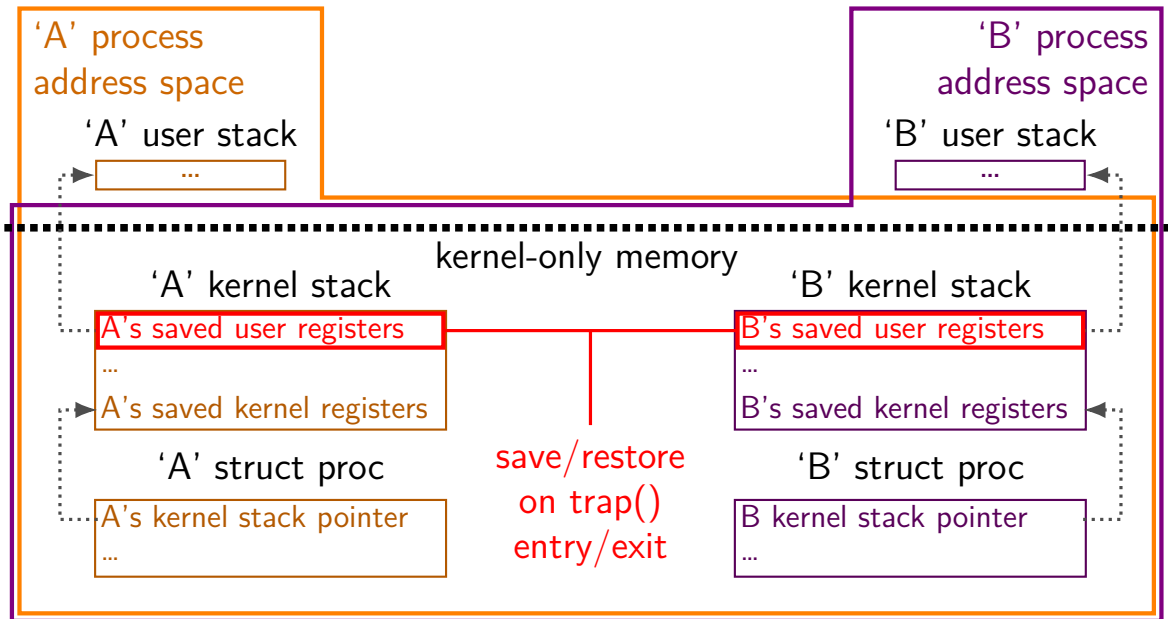 ‘A’ process
address space
‘B’ process
address space
‘A’ user stack
...
‘B’ user stack
...
kernel-only memory
‘A’ kernel stack
A's saved user registers
...
A's saved kernel registers
‘B’ kernel stack
B's saved user registers
...
B's saved kernel registers
save/restore
on trap()
entry/exit
‘A’ struct proc
A's kernel stack pointer
...
‘B’ struct proc
B kernel stack pointer
...